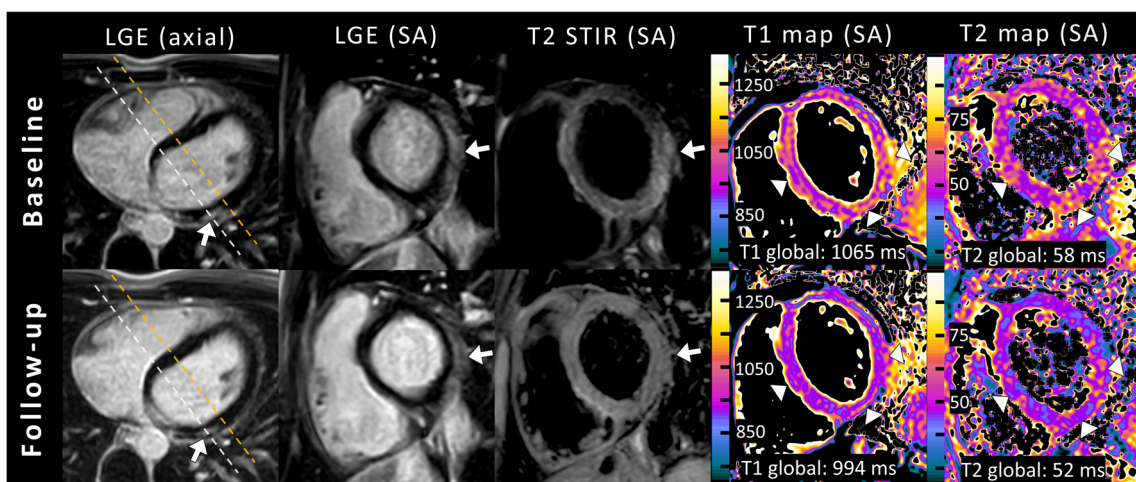 LGE (axial) LGE (SA) T2 STIR (SA) T1 map (SA) T2 map (SA)
Baseline
1250
1050
850
T1 global: 1065 ms
75
50
T2 global: 58 ms
Follow-up
1250
1050
850
T1 global: 994 ms
75
50
T2 global: 52 ms